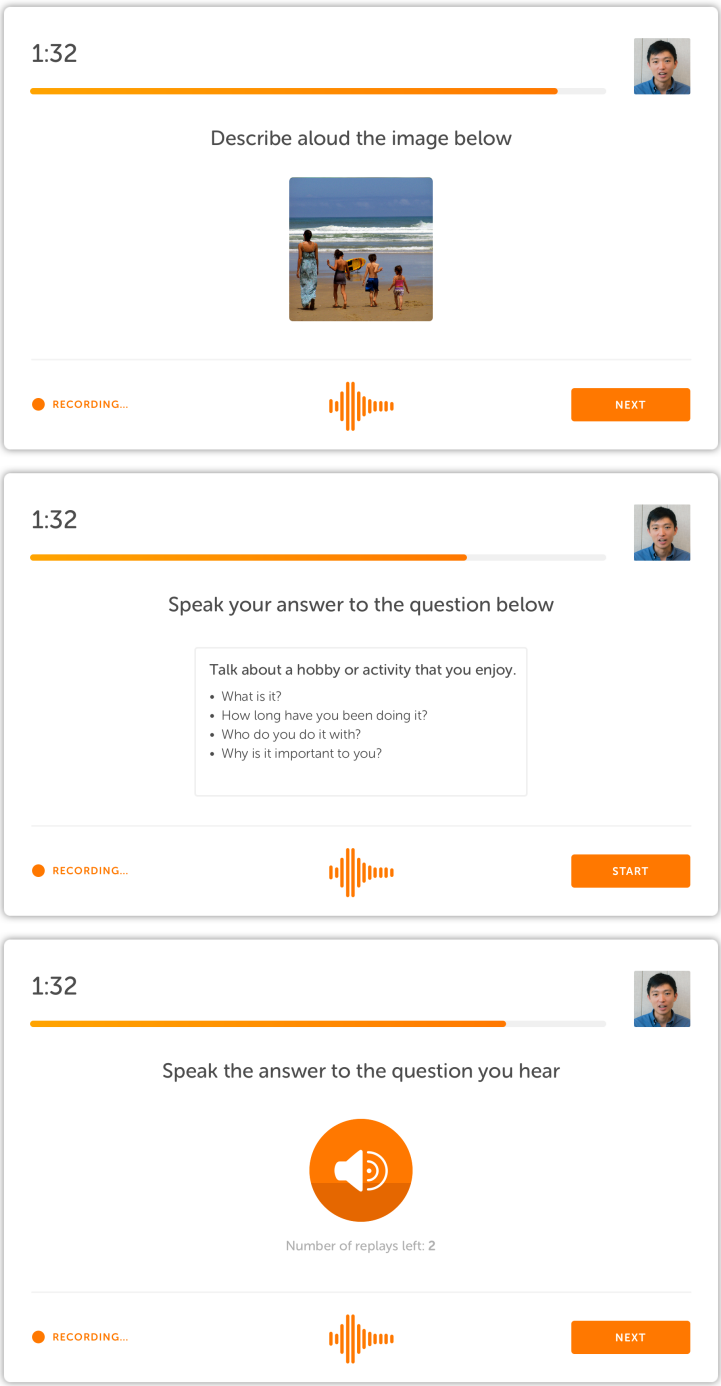 1:32
Describe aloud the image below
RECORDING...
NEXT
1:32
Speak your answer to the question below
Talk about a hobby or activity that you enjoy.
• What is it?
• How long have you been doing it?
• Who do you do it with?
• Why is it important to you?
RECORDING...
START
1:32
Speak the answer to the question you hear
Number of replays left: 2
RECORDING...
NEXT